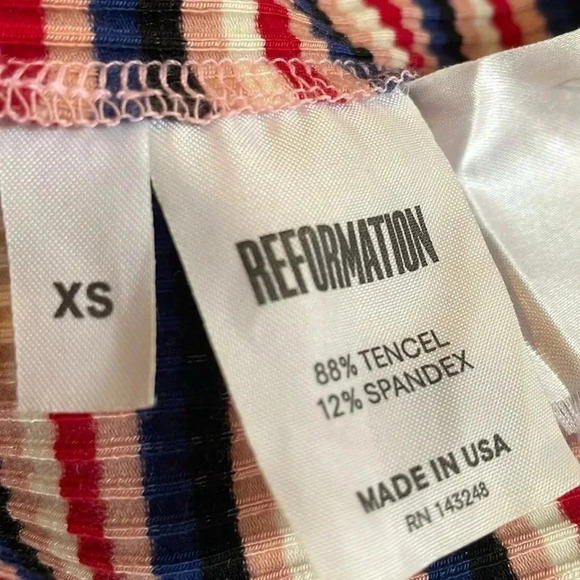 XS
REFORMATION
88% TENCEL
12% SPANDEX
MADE IN USA
RN 143248